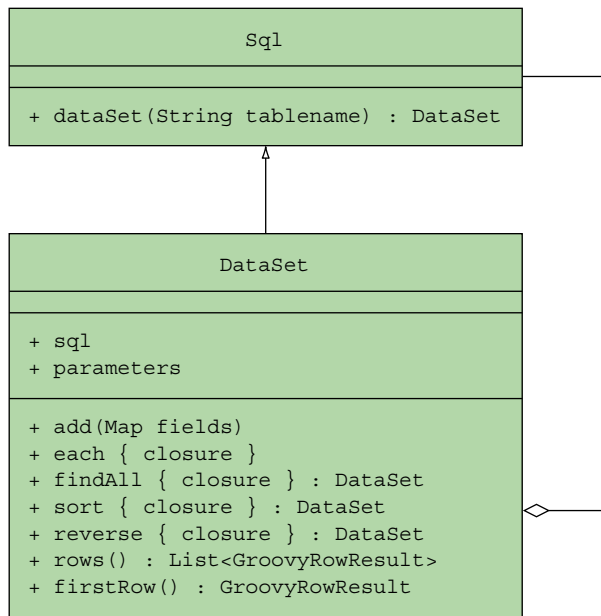 Sql
+ dataSet(String tablename) : DataSet
DataSet
+ sql
+ parameters
+ add(Map fields)
+ each { closure }
+ findAll { closure } : DataSet
+ sort { closure } : DataSet
+ reverse { closure } : DataSet
+ rows() : List<GroovyRowResult>
+ firstRow() : GroovyRowResult